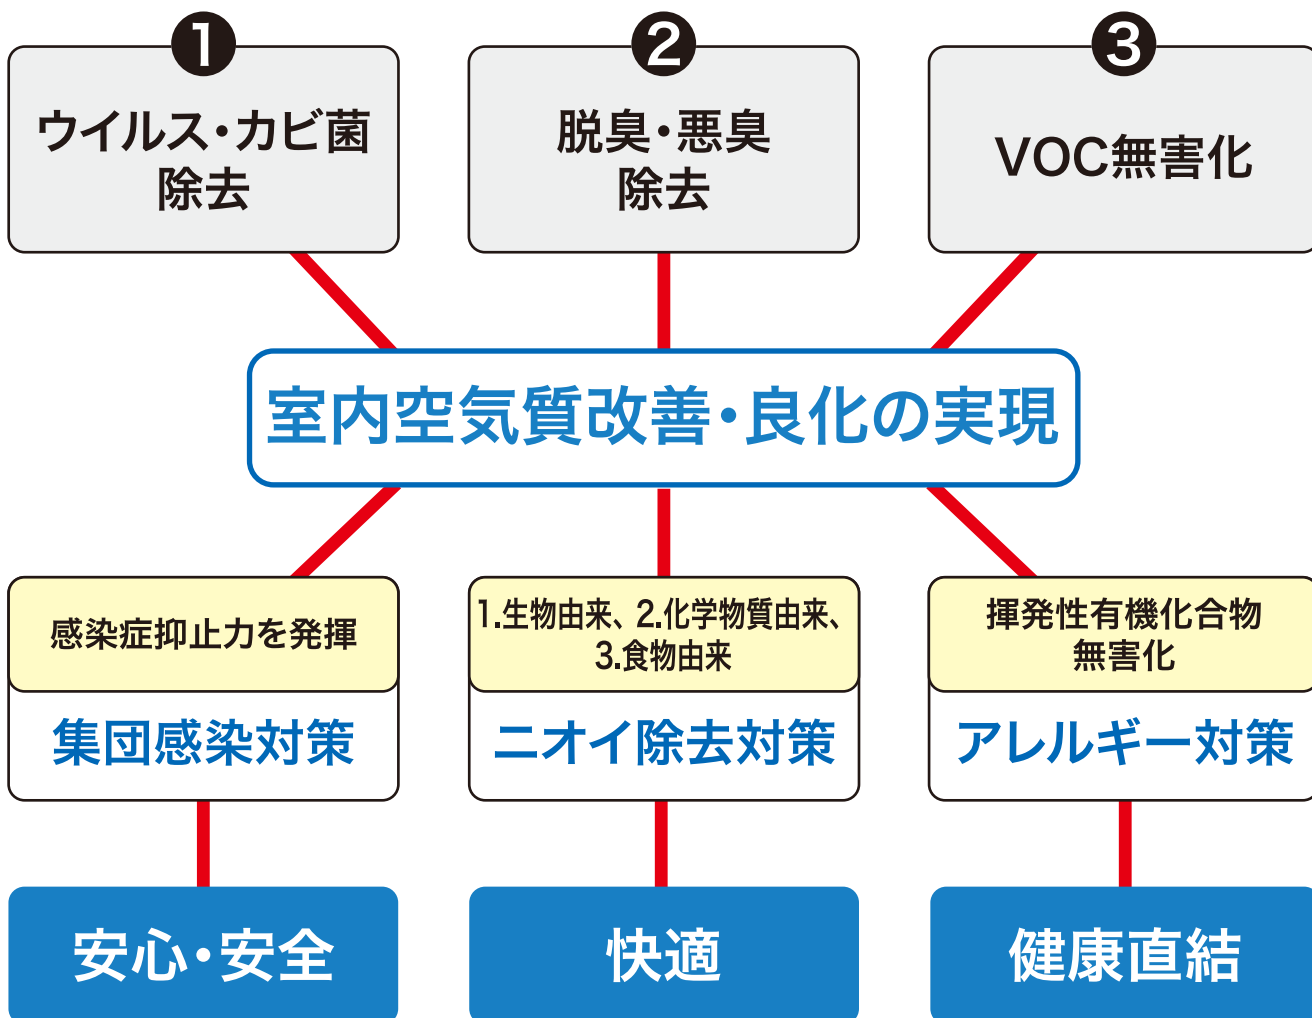 ❶
ウイルス・カビ菌
除去
❷
脱臭・悪臭
除去
❸
VOC無害化
室内空気質改善・良化の実現
感染症抑止力を発揮
集団感染対策
1.生物由来、2.化学物質由来、
3.食物由来
ニオイ除去対策
揮発性有機化合物
無害化
アレルギー対策
安心・安全
快適
健康直結